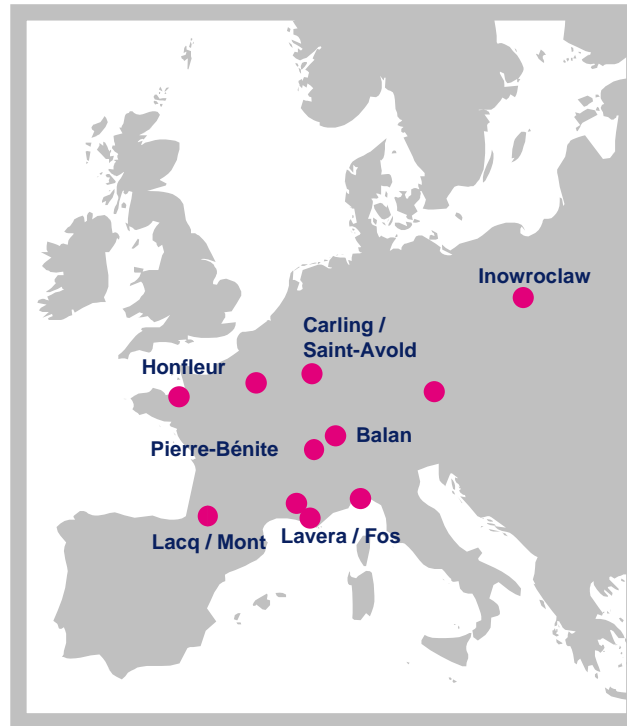 Inowroclaw
Carling /
Saint-Avold
Honfleur
Balan
Pierre-Bénite
Lacq / Mont
Lavera / Fos